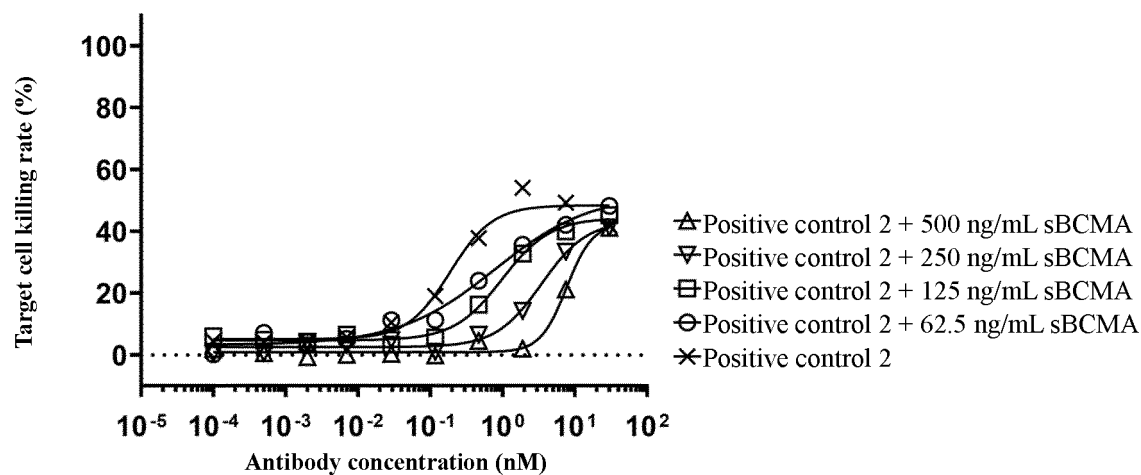 Target cell killing rate (%)
100
80
60
40
20
0
10-5 10-4 10-3 10-2 10-1 100 101 102
Antibody concentration (nM)
Positive control 2 + 500 ng/mL sBCMA
Positive control 2 + 250 ng/mL sBCMA
Positive control 2 + 125 ng/mL sBCMA
Positive control 2 + 62.5 ng/mL sBCMA
Positive control 2